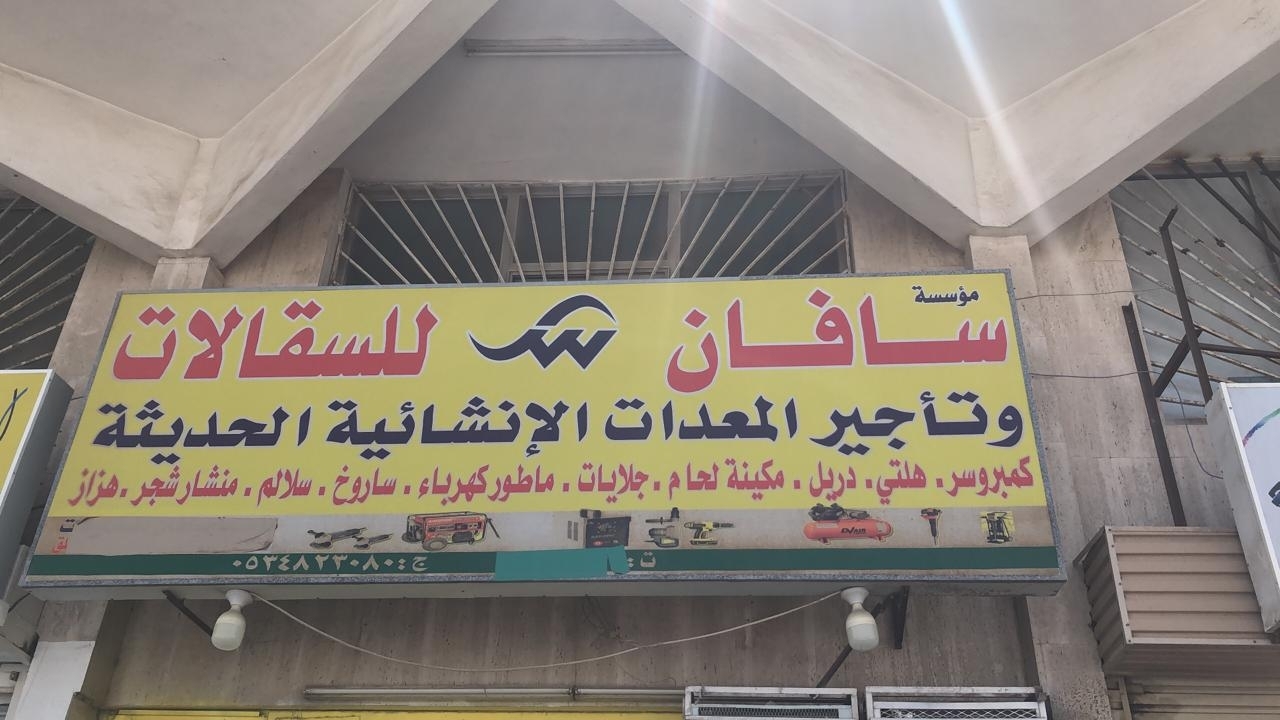 مؤسسة
سافان للسقالات
وتأجير المعدات الإنشائية الحديثة
كمبروسر. هلتي. دريل. مكينة لحام. جلايات. ماطور كهرباء. ساروخ. سلالم. منشار شجر. هزاز
ت: ج: ٠٥٣٤٨٢٣٠٨٠